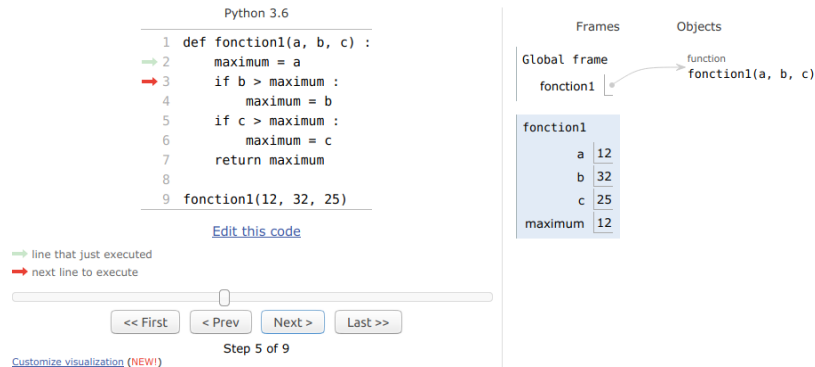 Python 3.6
1 def fonction1(a, b, c) :
2     maximum = a
3     if b > maximum :
4         maximum = b
5     if c > maximum :
6         maximum = c
7     return maximum
8
9 fonction1(12, 32, 25)
Edit this code
line that just executed
next line to execute
<< First
< Prev
Next >
Last >>
Step 5 of 9
Customize visualization (NEW!)
Frames
Objects
Global frame
fonction1
function
fonction1(a, b, c)
fonction1
a 12
b 32
c 25
maximum 12